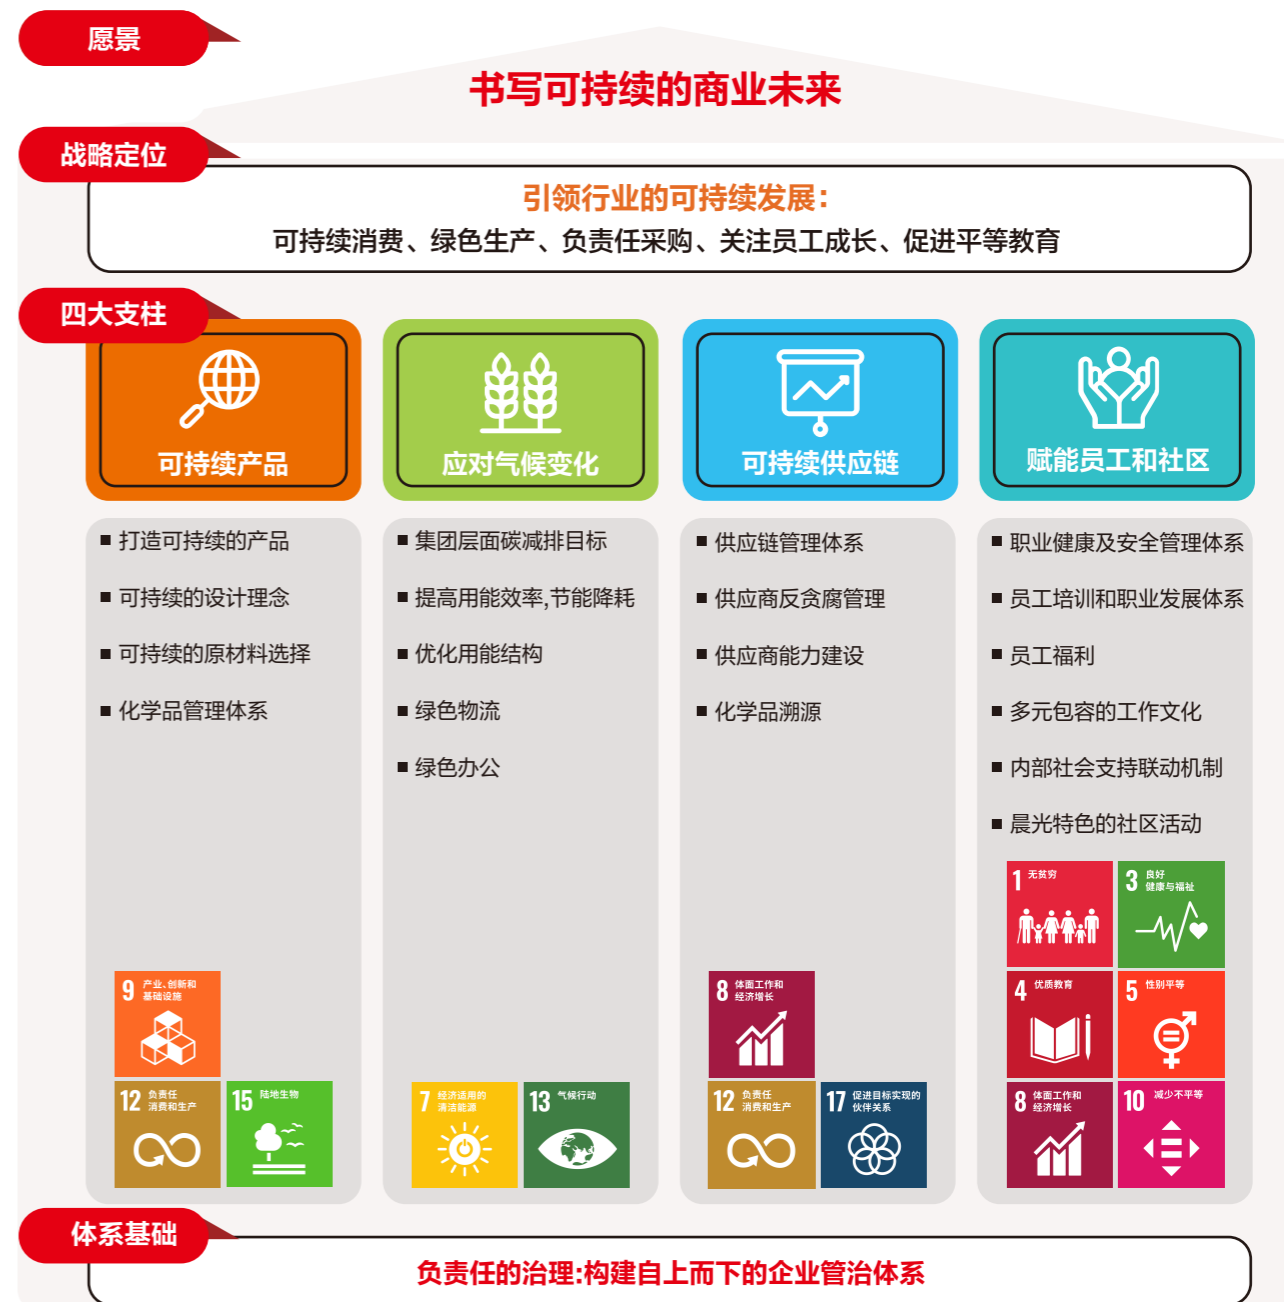 愿景
书写可持续的商业未来
战略定位
引领行业的可持续发展：
可持续消费、绿色生产、负责任采购、关注员工成长、促进平等教育
四大支柱
可持续产品
打造可持续的产品
可持续的设计理念
可持续的原材料选择
化学品管理体系
9 产业、创新和
基础设施
12 负责任
消费和生产
15 陆地生物
应对气候变化
集团层面碳减排目标
提高用能效率,节能降耗
优化用能结构
绿色物流
绿色办公
7 经济适用的
清洁能源
13 气候行动
可持续供应链
供应链管理体系
供应商反贪腐管理
供应商能力建设
化学品溯源
8 体面工作和
经济增长
12 负责任
消费和生产
17 促进目标实现的
伙伴关系
赋能员工和社区
职业健康及安全管理体系
员工培训和职业发展体系
员工福利
多元包容的工作文化
内部社会支持联动机制
晨光特色的社区活动
1 无贫穷
3 良好
健康与福祉
4 优质教育
5 性别平等
8 体面工作和
经济增长
10 减少不平等
体系基础
负责任的治理:构建自上而下的企业管治体系